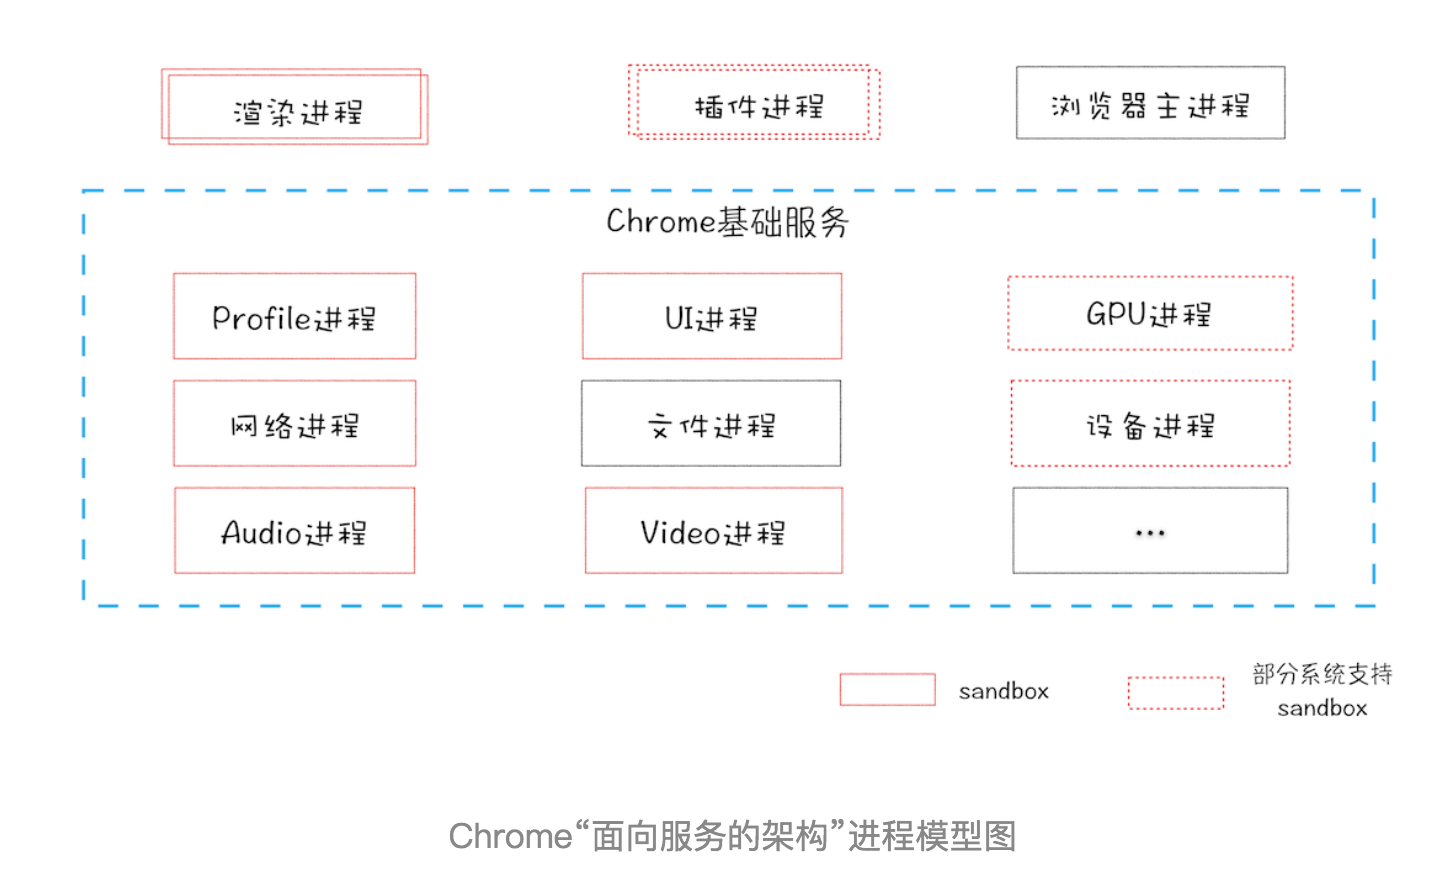 渲染进程
插件进程
浏览器主进程
Chrome基础服务
Profile进程
UI进程
GPU进程
网络进程
文件进程
设备进程
Audio进程
Video进程
...
sandbox
部分系统支持
sandbox
Chrome“面向服务的架构”进程模型图